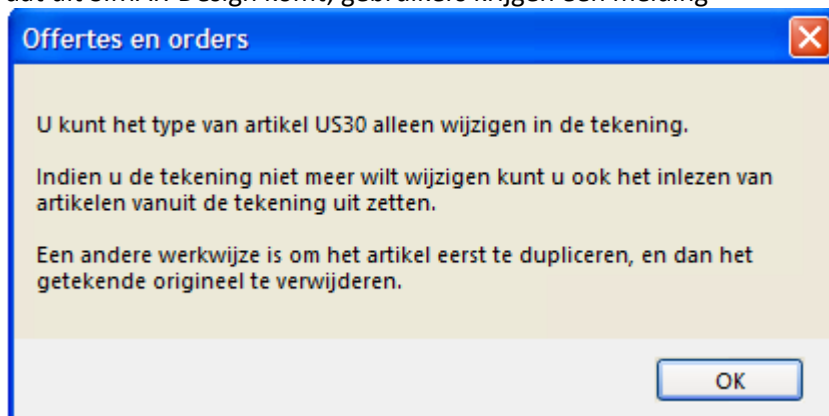 Offertes en orders
U kunt het type van artikel US30 alleen wijzigen in de tekening.
Indien u de tekening niet meer wilt wijzigen kunt u ook het inlezen van
artikelen vanuit de tekening uit zetten.
Een andere werkwijze is om het artikel eerst te dupliceren, en dan het
getekende origineel te verwijderen.
OK